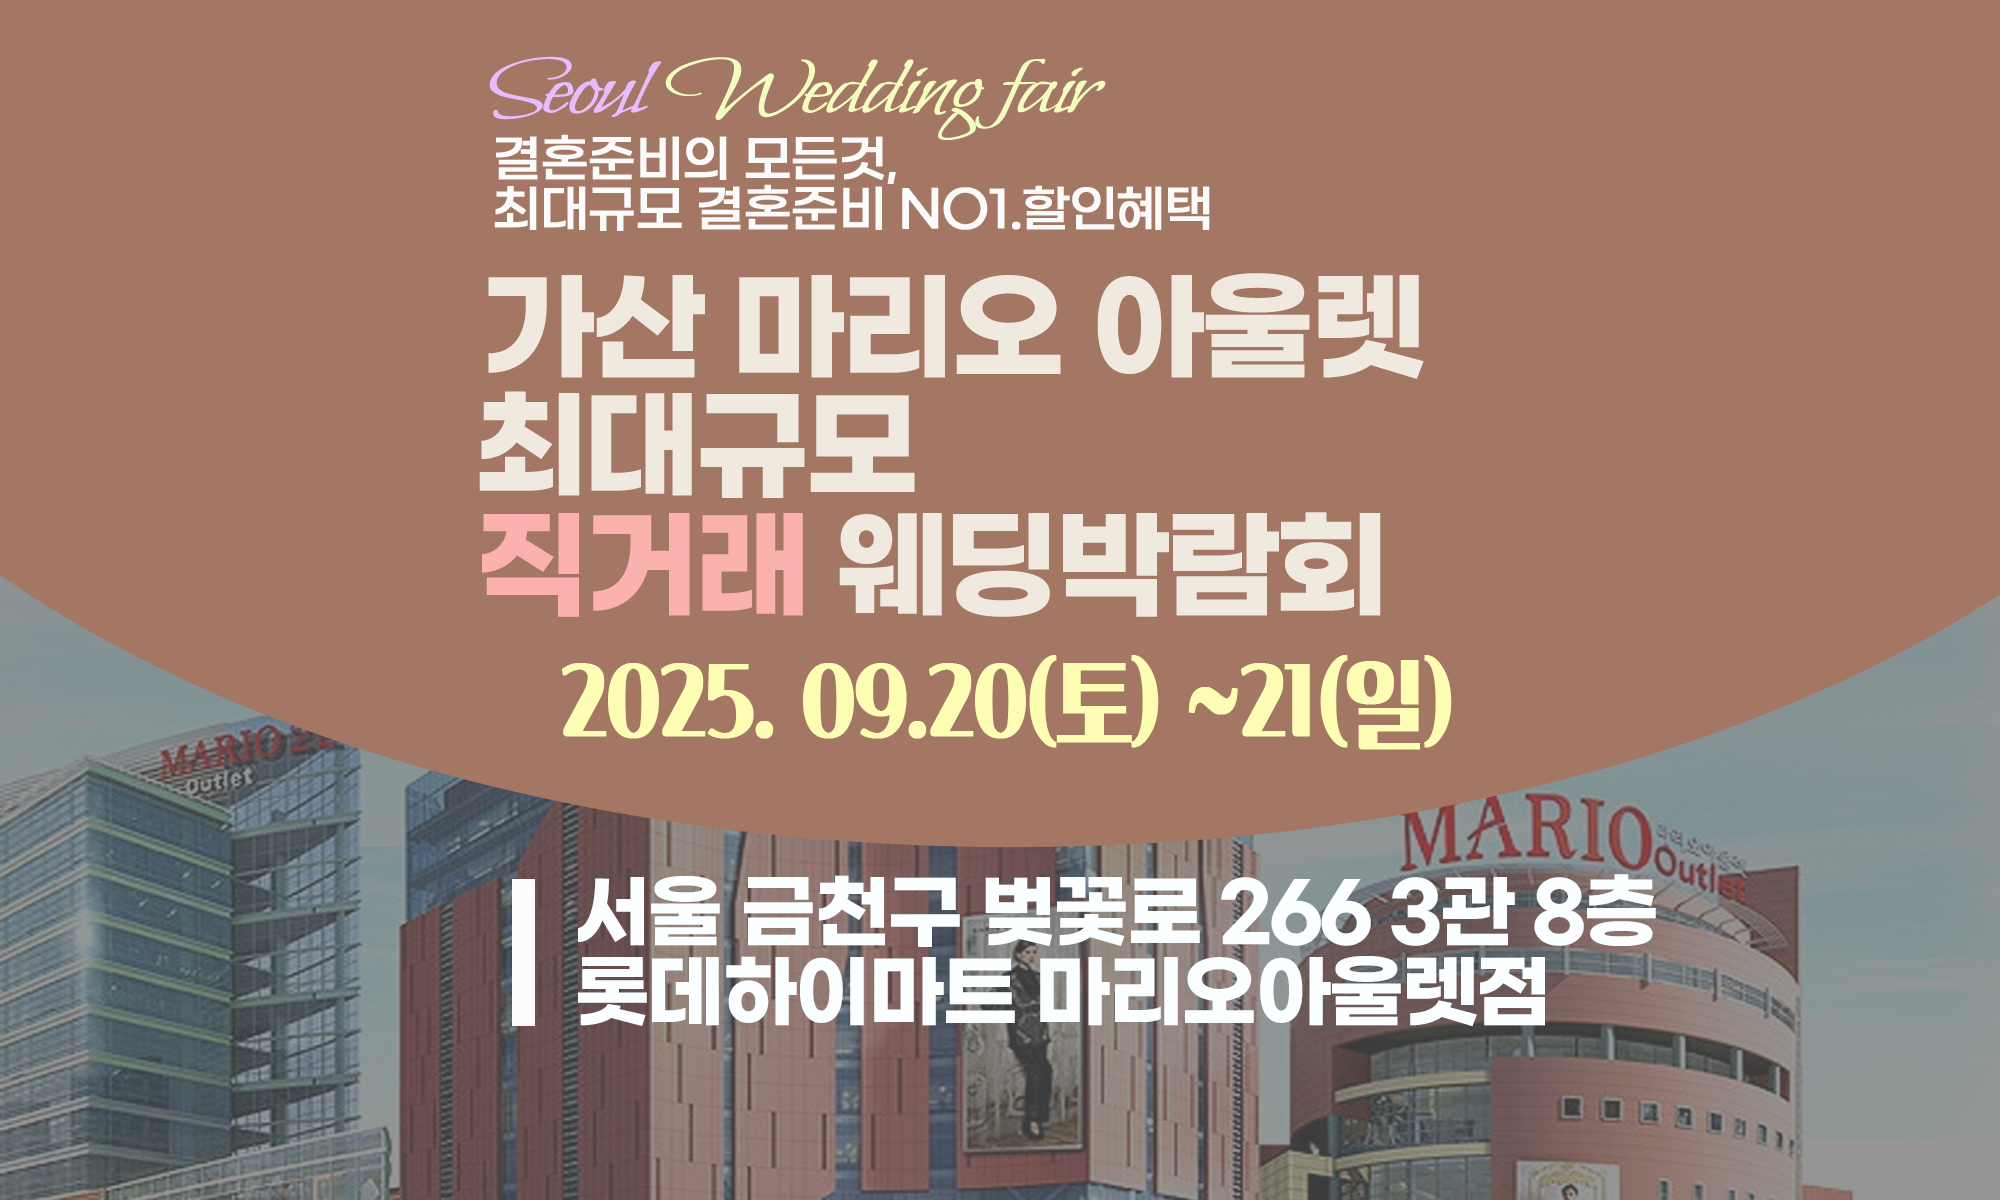 Seoul Wedding fair
결혼준비의 모든것,
최대규모 결혼준비 NO1.할인혜택
가산 마리오 아울렛
최대규모
직거래 웨딩박람회
2025. 09.20(토) ~21(일)
MARIO
Outlet
MARIO
Outlet
서울 금천구 벚꽃로 266 3관 8층
롯데하이마트 마리오아울렛점